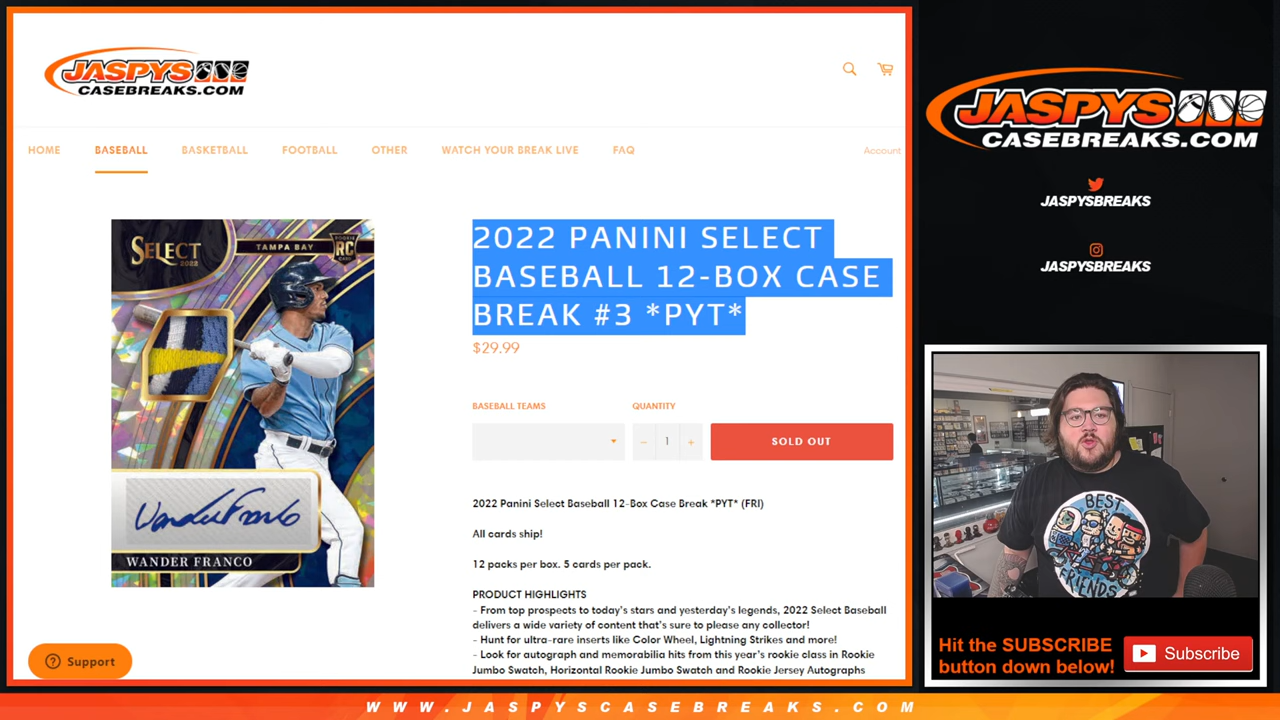 JASPYS
CASEBREAKS.COM
HOME
BASEBALL
BASKETBALL
FOOTBALL
OTHER
WATCH YOUR BREAK LIVE
FAQ
Account
SELECT
2022
TAMPA BAY
RC
WANDER FRANCO
2022 PANINI SELECT
BASEBALL 12-BOX CASE
BREAK #3 *PYT*
$29.99
BASEBALL TEAMS
QUANTITY
− 1 +
SOLD OUT
2022 Panini Select Baseball 12-Box Case Break *PYT* (FRI)
All cards ship!
12 packs per box. 5 cards per pack.
PRODUCT HIGHLIGHTS
- From top prospects to today's stars and yesterday's legends, 2022 Select Baseball
delivers a wide variety of content that's sure to please any collector!
- Hunt for ultra-rare inserts like Color Wheel, Lightning Strikes and more!
- Look for autograph and memorabilia hits from this year's rookie class in Rookie
Jumbo Swatch, Horizontal Rookie Jumbo Swatch and Rookie Jersey Autographs
? Support
JASPYS
CASEBREAKS.COM
JASPYSBREAKS
JASPYSBREAKS
BEST
FRIENDS
Hit the SUBSCRIBE
button down below!
Subscribe
WWW.JASPYSCASEBREAKS.COM